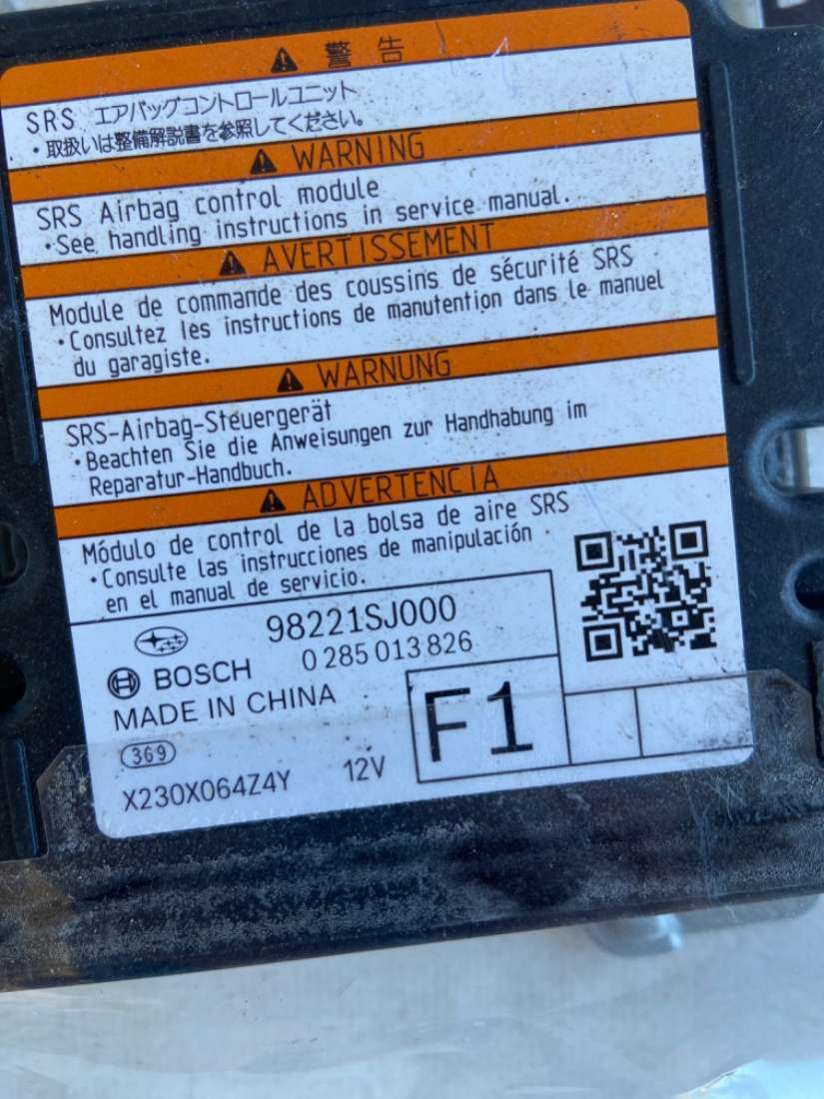 警告
SRS エアバッグコントロールユニット
・取扱いは整備解説書を参照してください。
WARNING
SRS Airbag control module
・See handling instructions in service manual.
AVERTISSEMENT
Module de commande des coussins de sécurité SRS
・Consultez les instructions de manutention dans le manuel
du garagiste.
WARNUNG
SRS-Airbag-Steuergerät
・Beachten Sie die Anweisungen zur Handhabung im
Reparatur-Handbuch.
ADVERTENCIA
Módulo de control de la bolsa de aire SRS
・Consulte las instrucciones de manipulación
en el manual de servicio.
98221SJ000
BOSCH 0 285 013 826
MADE IN CHINA
F1
369
X230X064Z4Y 12V